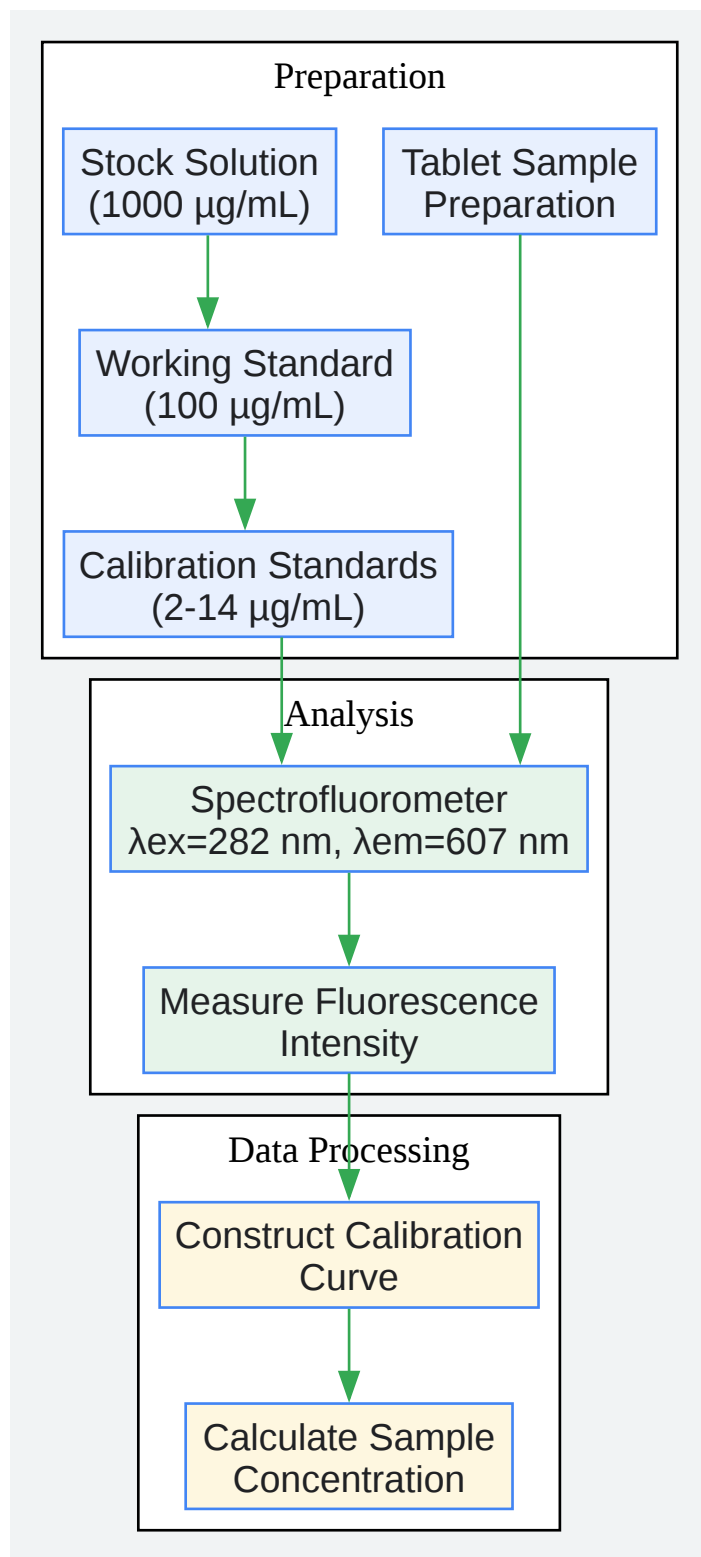 Preparation
Stock Solution
(1000 µg/mL)
Tablet Sample
Preparation
Working Standard
(100 µg/mL)
Calibration Standards
(2-14 µg/mL)
Analysis
Spectrofluorometer
λex=282 nm, λem=607 nm
Measure Fluorescence
Intensity
Data Processing
Construct Calibration
Curve
Calculate Sample
Concentration